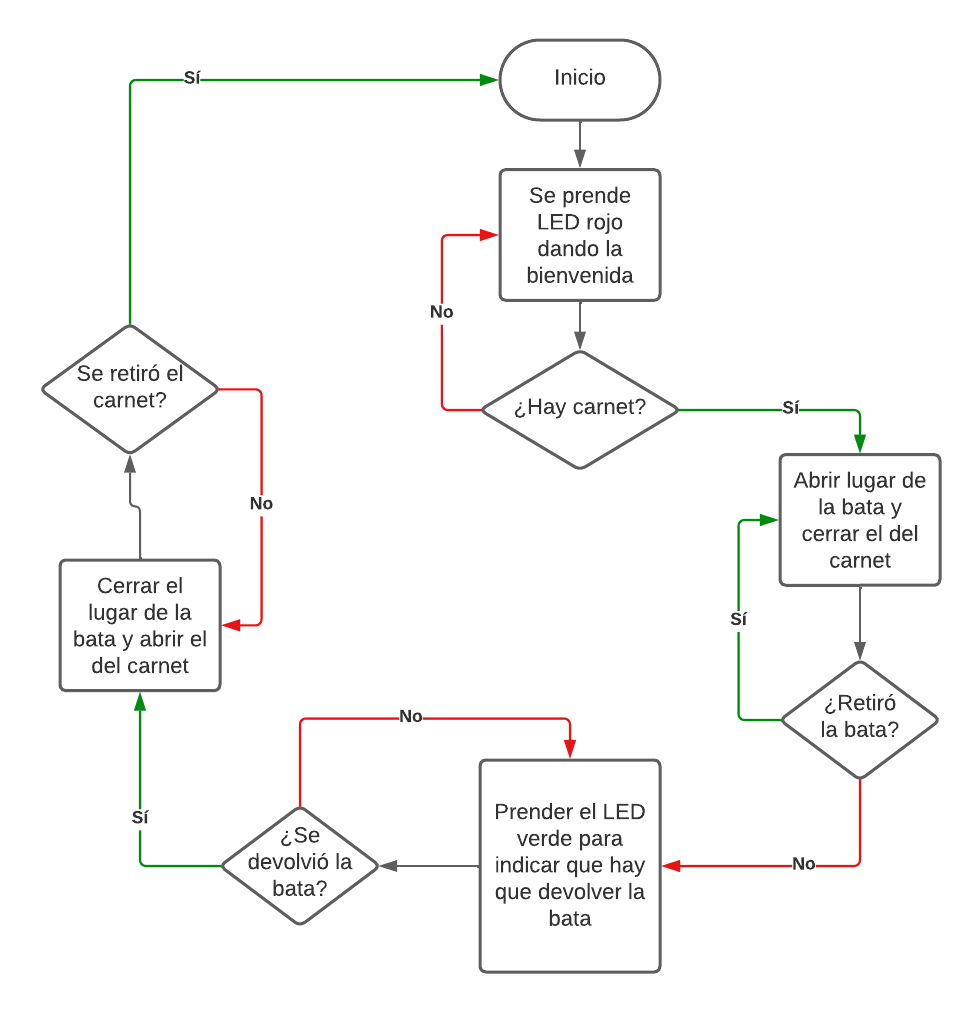 Inicio
Se prende
LED rojo
dando la
bienvenida
No
¿Hay carnet?
Sí
Abrir lugar de
la bata y
cerrar el del
carnet
Sí
¿Retiró
la bata?
No
Prender el LED
verde para
indicar que hay
que devolver la
bata
No
¿Se
devolvió la
bata?
Sí
Cerrar el
lugar de la
bata y abrir el
del carnet
No
Se retiró el
carnet?
Sí